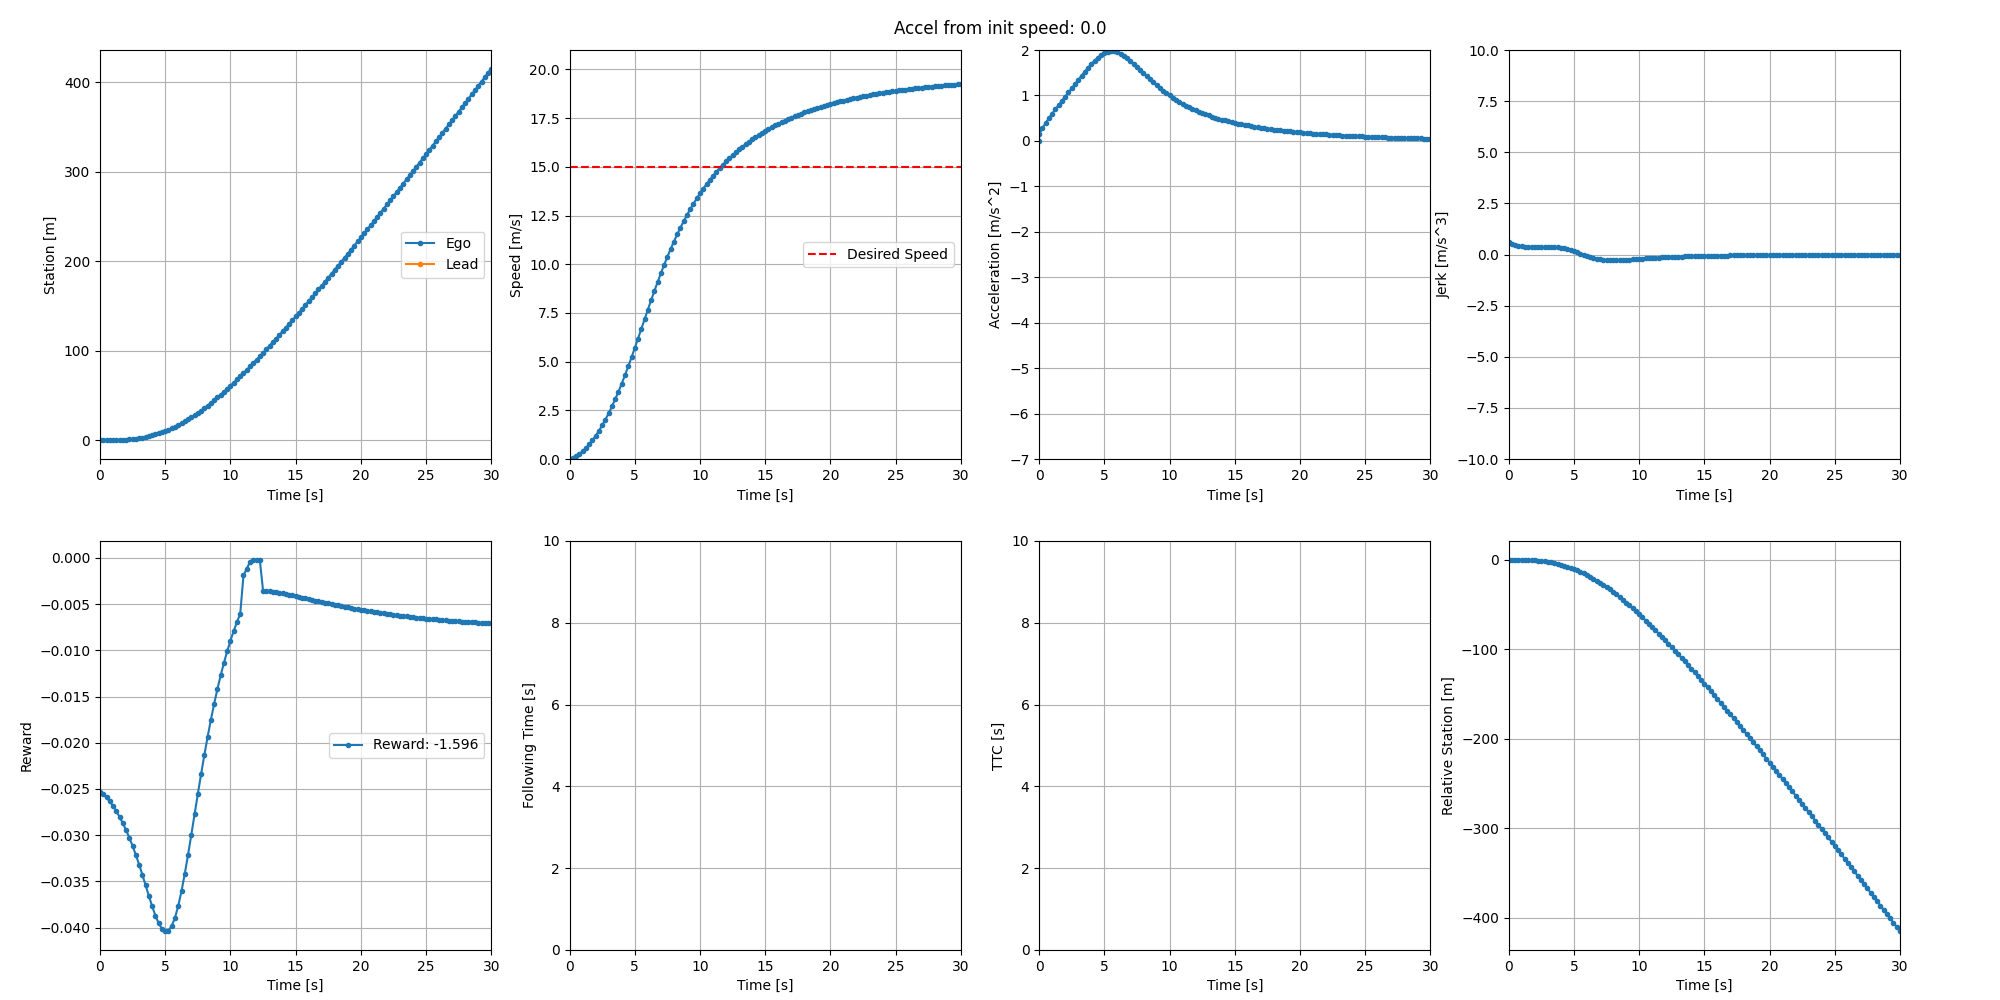 Accel from init speed: 0.0
Station [m]
400
300
200
100
0
Ego
Lead
0 5 10 15 20 25 30
Time [s]
Speed [m/s]
20.0
17.5
15.0
12.5
10.0
7.5
5.0
2.5
0.0
Desired Speed
0 5 10 15 20 25 30
Time [s]
Acceleration [m/s^2]
2
1
0
−1
−2
−3
−4
−5
−6
−7
0 5 10 15 20 25 30
Time [s]
Jerk [m/s^3]
10.0
7.5
5.0
2.5
0.0
−2.5
−5.0
−7.5
−10.0
0 5 10 15 20 25 30
Time [s]
Reward
0.000
−0.005
−0.010
−0.015
−0.020
−0.025
−0.030
−0.035
−0.040
Reward: -1.596
0 5 10 15 20 25 30
Time [s]
Following Time [s]
10
8
6
4
2
0
0 5 10 15 20 25 30
Time [s]
TTC [s]
10
8
6
4
2
0
0 5 10 15 20 25 30
Time [s]
Relative Station [m]
0
−100
−200
−300
−400
0 5 10 15 20 25 30
Time [s]